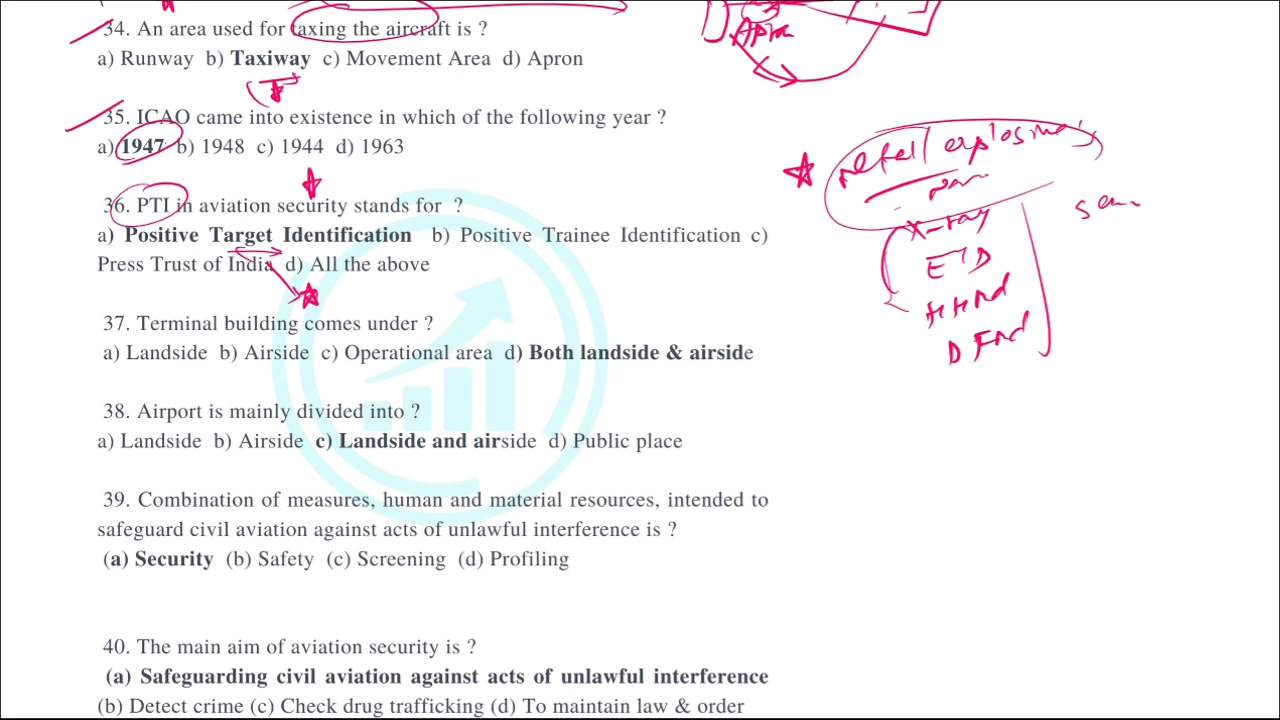 34. An area used for taxing the aircraft is ?
a) Runway b) Taxiway c) Movement Area d) Apron
35. ICAO came into existence in which of the following year ?
a) 1947 b) 1948 c) 1944 d) 1963
36. PTI in aviation security stands for ?
a) Positive Target Identification b) Positive Trainee Identification c)
Press Trust of India d) All the above
37. Terminal building comes under ?
a) Landside b) Airside c) Operational area d) Both landside & airside
38. Airport is mainly divided into ?
a) Landside b) Airside c) Landside and airside d) Public place
39. Combination of measures, human and material resources, intended to
safeguard civil aviation against acts of unlawful interference is ?
(a) Security (b) Safety (c) Screening (d) Profiling
40. The main aim of aviation security is ?
(a) Safeguarding civil aviation against acts of unlawful interference
(b) Detect crime (c) Check drug trafficking (d) To maintain law & order
X-ray
ETD
HHMD
DFMD